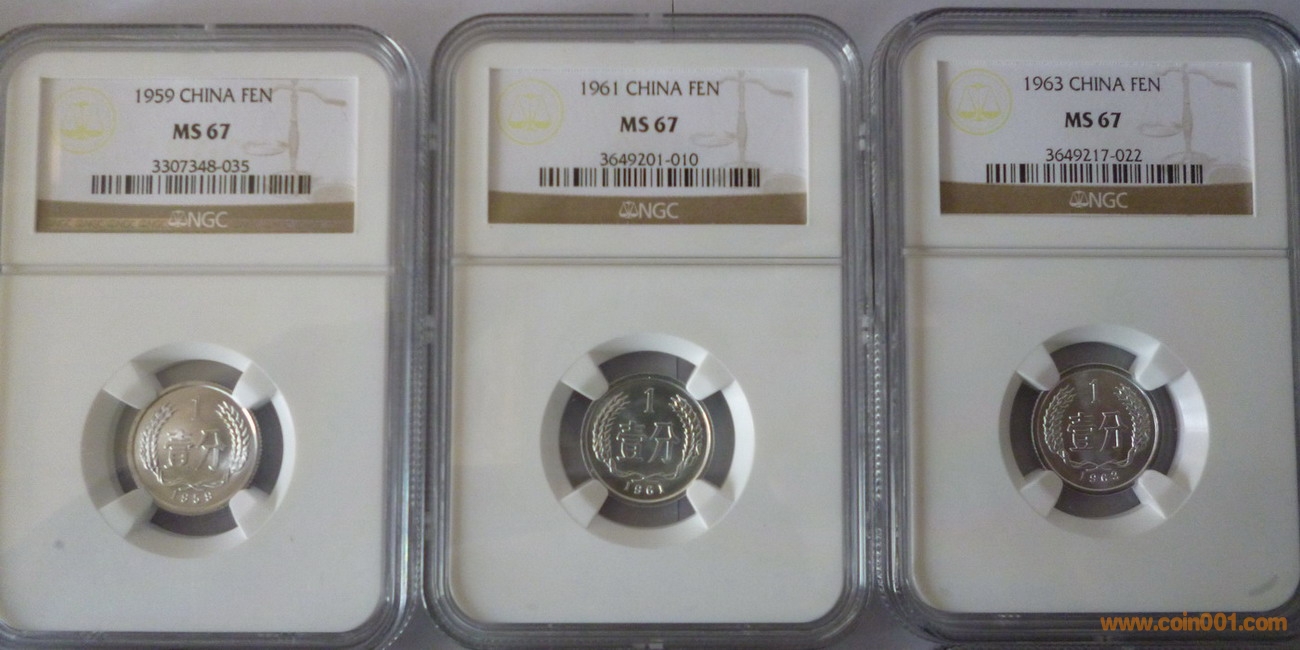 1959 CHINA FEN
MS 67
3307348-035
NGC
1
壹分
1959
1961 CHINA FEN
MS 67
3649201-010
NGC
1
壹分
1961
1963 CHINA FEN
MS 67
3649217-022
NGC
1
壹分
1963
www.coin001.com